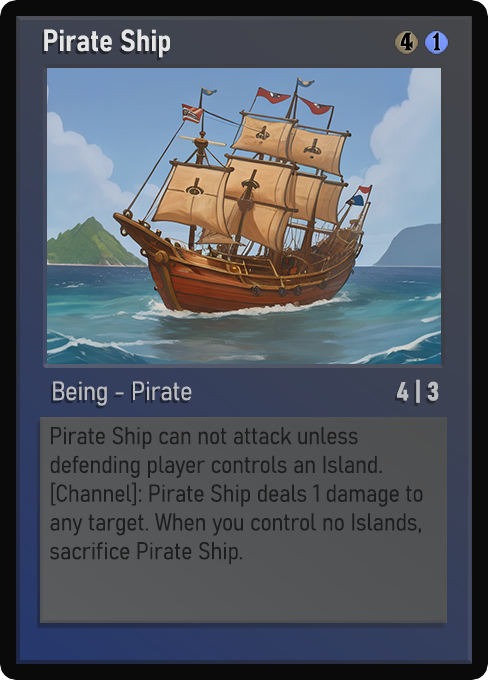 Pirate Ship 4 1
Being - Pirate 4|3
Pirate Ship can not attack unless
defending player controls an Island.
[Channel]: Pirate Ship deals 1 damage to
any target. When you control no Islands,
sacrifice Pirate Ship.